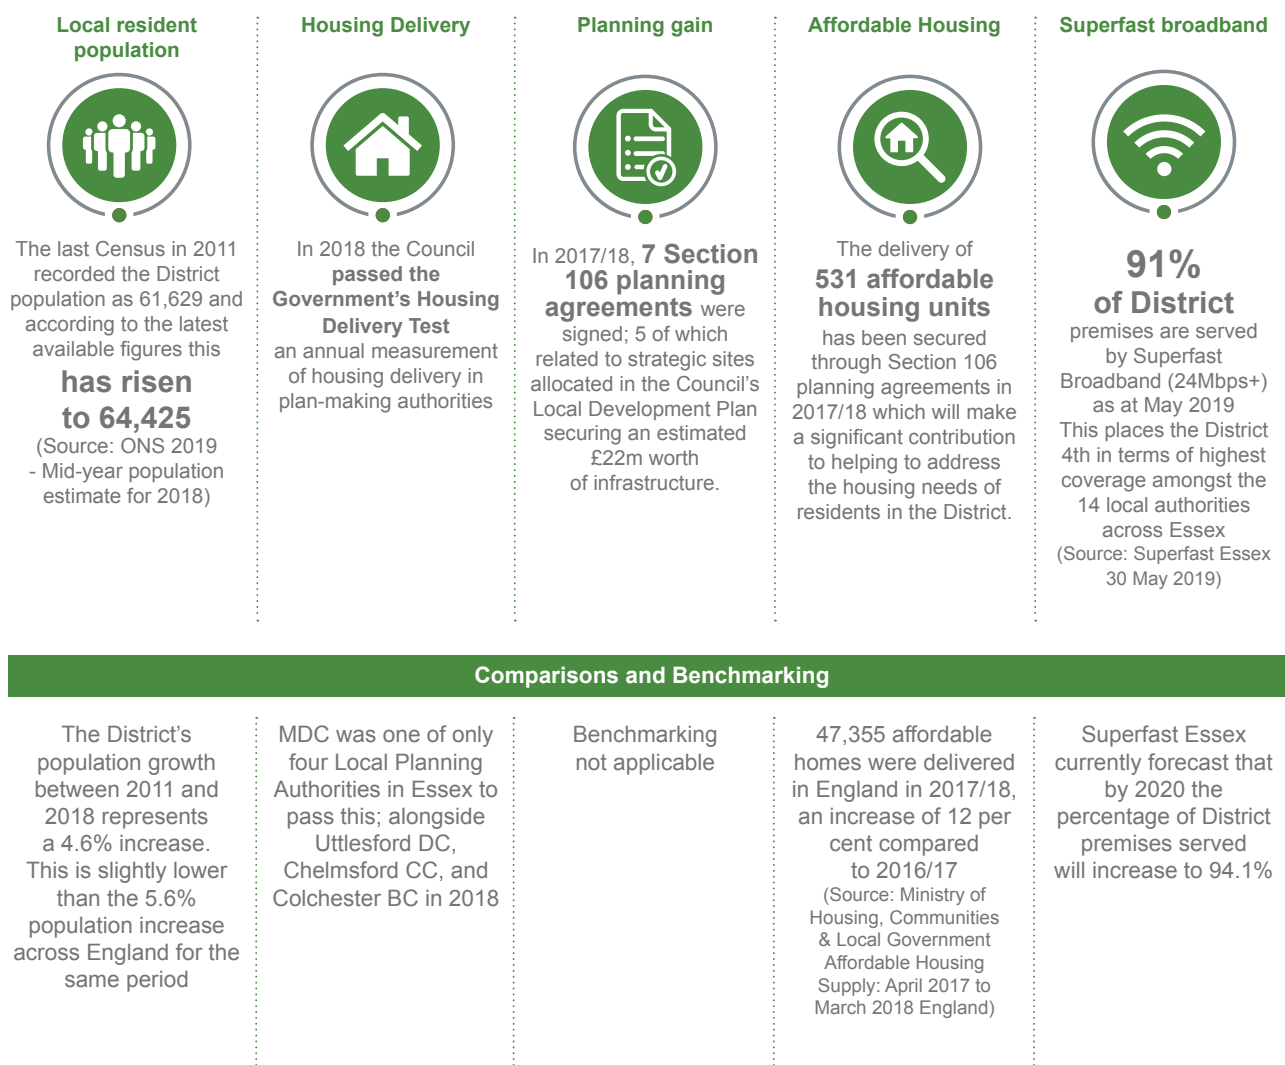 Local resident
population
The last Census in 2011
recorded the District
population as 61,629 and
according to the latest
available figures this
has risen
to 64,425
(Source: ONS 2019
- Mid-year population
estimate for 2018)
Housing Delivery
In 2018 the Council
passed the
Government's Housing
Delivery Test
an annual measurement
of housing delivery in
plan-making authorities
Planning gain
In 2017/18, 7 Section
106 planning
agreements were
signed; 5 of which
related to strategic sites
allocated in the Council's
Local Development Plan
securing an estimated
£22m worth
of infrastructure.
Affordable Housing
The delivery of
531 affordable
housing units
has been secured
through Section 106
planning agreements in
2017/18 which will make
a significant contribution
to helping to address
the housing needs of
residents in the District.
Superfast broadband
91%
of District
premises are served
by Superfast
Broadband (24Mbps+)
as at May 2019
This places the District
4th in terms of highest
coverage amongst the
14 local authorities
across Essex
(Source: Superfast Essex
30 May 2019)
Comparisons and Benchmarking
The District's
population growth
between 2011 and
2018 represents
a 4.6% increase.
This is slightly lower
than the 5.6%
population increase
across England for the
same period
MDC was one of only
four Local Planning
Authorities in Essex to
pass this; alongside
Uttlesford DC,
Chelmsford CC, and
Colchester BC in 2018
Benchmarking
not applicable
47,355 affordable
homes were delivered
in England in 2017/18,
an increase of 12 per
cent compared
to 2016/17
(Source: Ministry of
Housing, Communities
& Local Government
Affordable Housing
Supply: April 2017 to
March 2018 England)
Superfast Essex
currently forecast that
by 2020 the
percentage of District
premises served
will increase to 94.1%